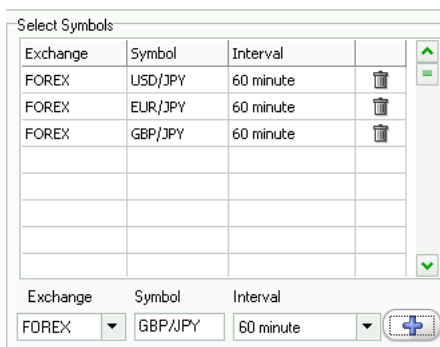 Select Symbols
Exchange Symbol Interval
FOREX USD/JPY 60 minute
FOREX EUR/JPY 60 minute
FOREX GBP/JPY 60 minute
Exchange Symbol Interval
FOREX GBP/JPY 60 minute